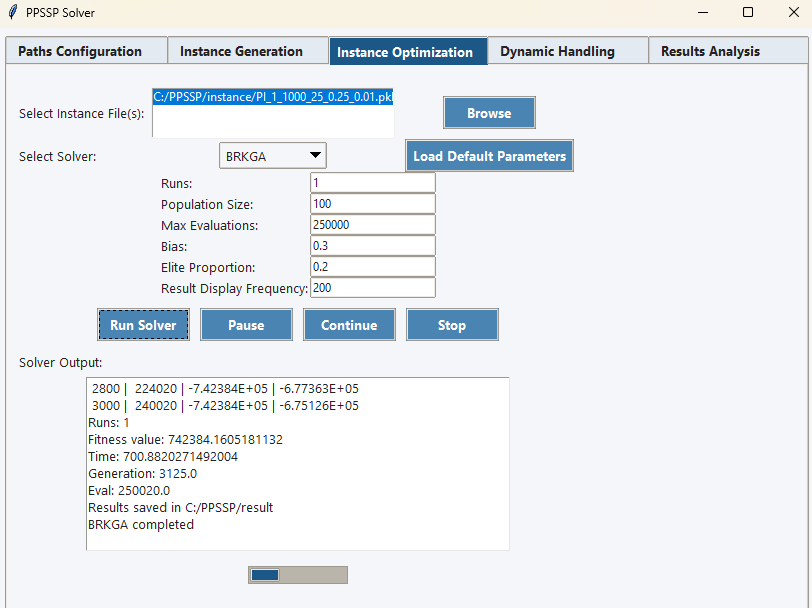 PPSSP Solver
Paths Configuration Instance Generation Instance Optimization Dynamic Handling Results Analysis
Select Instance File(s): C:/PPSSP/instance/PI_1_1000_25_0.25_0.01.pkl Browse
Select Solver: BRKGA Load Default Parameters
Runs: 1
Population Size: 100
Max Evaluations: 250000
Bias: 0.3
Elite Proportion: 0.2
Result Display Frequency: 200
Run Solver Pause Continue Stop
Solver Output:
2800 | 224020 | -7.42384E+05 | -6.77363E+05
3000 | 240020 | -7.42384E+05 | -6.75126E+05
Runs: 1
Fitness value: 742384.1605181132
Time: 700.8820271492004
Generation: 3125.0
Eval: 250020.0
Results saved in C:/PPSSP/result
BRKGA completed